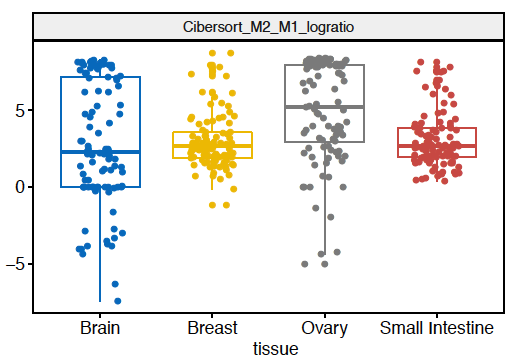 Cibersort_M2_M1_logratio
5
0
−5
Brain Breast Ovary Small Intestine
tissue